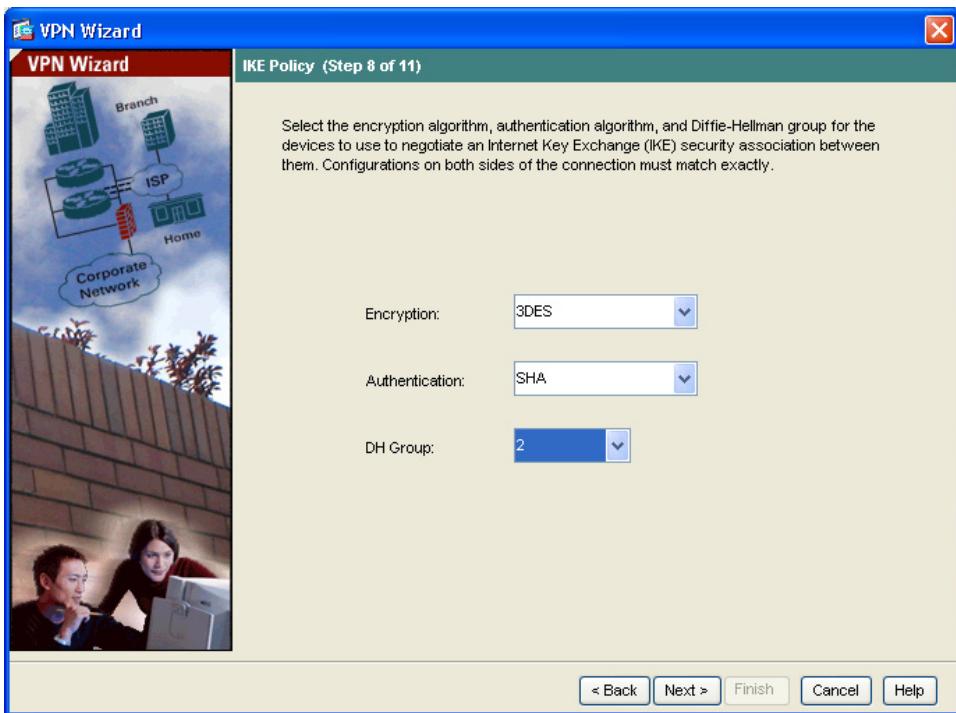 VPN Wizard
VPN Wizard
IKE Policy (Step 8 of 11)
Branch
ISP
Home
Corporate
Network
Select the encryption algorithm, authentication algorithm, and Diffie-Hellman group for the
devices to use to negotiate an Internet Key Exchange (IKE) security association between
them. Configurations on both sides of the connection must match exactly.
Encryption: 3DES
Authentication: SHA
DH Group: 2
< Back Next > Finish Cancel Help